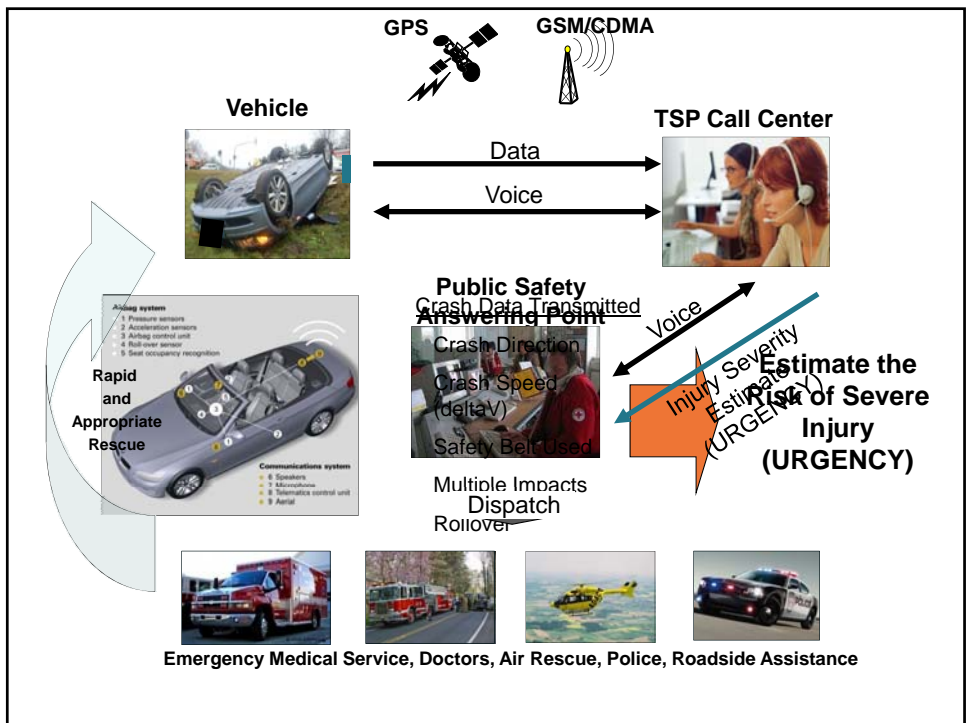 GPS
GSM/CDMA
Vehicle
TSP Call Center
Data
Voice
Public Safety
Answering Point
Crash Data Transmitted
Crash Direction
Crash Speed
(deltaV)
Safety Belt Used
Multiple Impacts
Rollover
Dispatch
Voice
Injury Severity
Estimate
(URGENCY)
Estimate the
Risk of Severe
Injury
(URGENCY)
Airbag system
1 Pressure sensors
2 Acceleration sensors
3 Airbag control unit
4 Roll-over sensor
5 Seat occupancy recognition
Rapid
and
Appropriate
Rescue
Communications system
6 Speakers
7 Microphone
8 Telematics control unit
9 Aerial
Emergency Medical Service, Doctors, Air Rescue, Police, Roadside Assistance